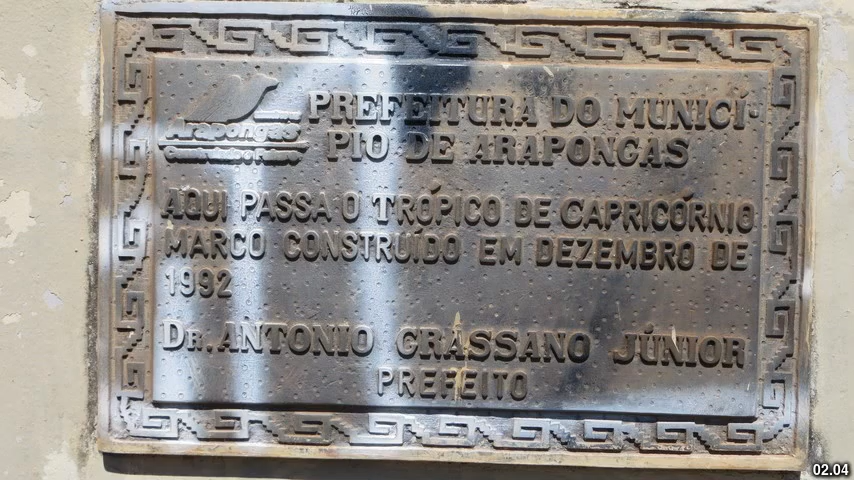 PREFEITURA DO MUNICÍ-
PIO DE ARAPONGAS
Arapongas
AQUI PASSA O TRÓPICO DE CAPRICÓRNIO
MARCO CONSTRUÍDO EM DEZEMBRO DE
1992
DR. ANTONIO GRASSANO JÚNIOR
PREFEITO
02.04